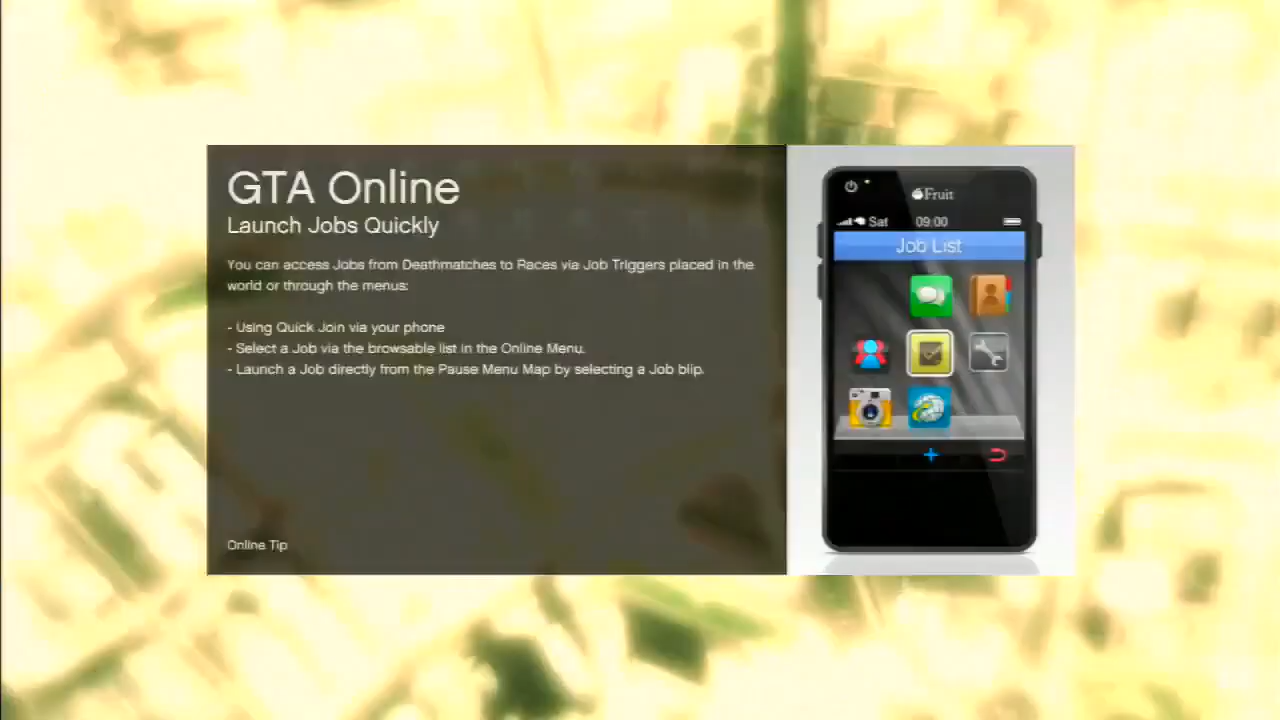 GTA Online
Launch Jobs Quickly
You can access Jobs from Deathmatches to Races via Job Triggers placed in the
world or through the menus:
- Using Quick Join via your phone
- Select a Job via the browsable list in the Online Menu.
- Launch a Job directly from the Pause Menu Map by selecting a Job blip.
Online Tip
iFruit
Sat 09:00
Job List